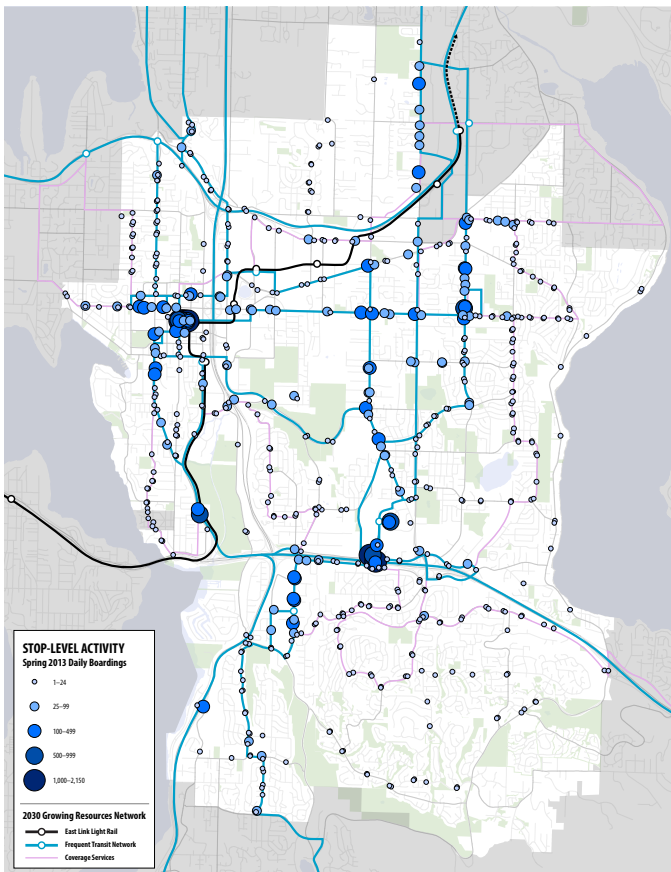 STOP-LEVEL ACTIVITY
Spring 2013 Daily Boardings
1–24
25–99
100–499
500–999
1,000–2,150
2030 Growing Resources Network
East Link Light Rail
Frequent Transit Network
Coverage Services